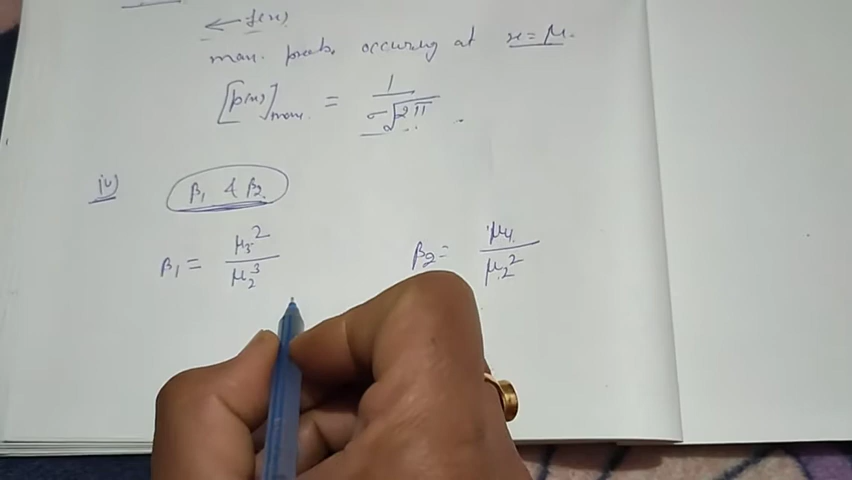 ← f(x)
max. prob. occuring at x = μ.
[p(x)]max. = 1/σ√2π .
iv) β₁ & β₂
β₁ = μ₃²/μ₂³ β₂ = μ₄/μ₂²